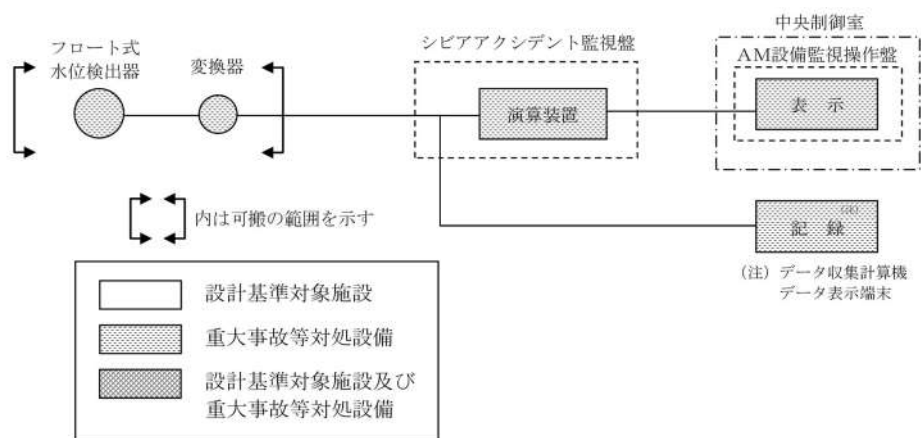 中央制御室
シビアアクシデント監視盤
AM設備監視操作盤
フロート式
水位検出器
変換器
演算装置
表 示
内は可搬の範囲を示す
記 録
(注)
(注)データ収集計算機
データ表示端末
設計基準対象施設
重大事故等対処設備
設計基準対象施設及び
重大事故等対処設備